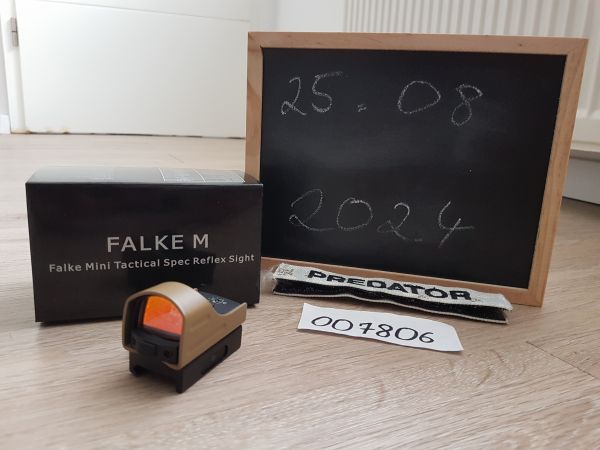 25.08
2024
FALKE M
Falke Mini Tactical Spec Reflex Sight
PREDATOR
007806